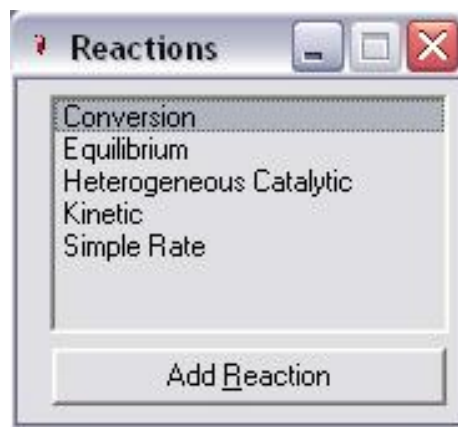 Reactions
Conversion
Equilibrium
Heterogeneous Catalytic
Kinetic
Simple Rate
Add Reaction